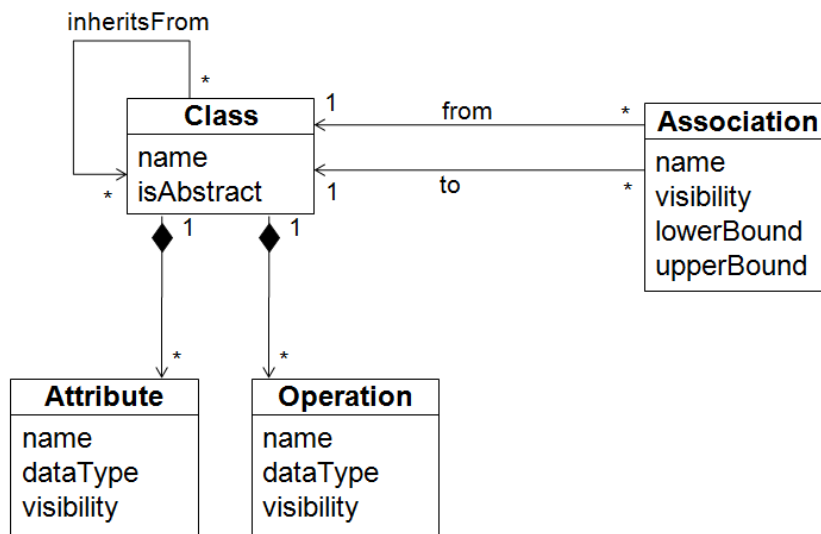 inheritsFrom
*
1
from
*
Class
name
isAbstract
*
1
to
*
Association
name
visibility
lowerBound
upperBound
1
1
*
*
Attribute
name
dataType
visibility
Operation
name
dataType
visibility